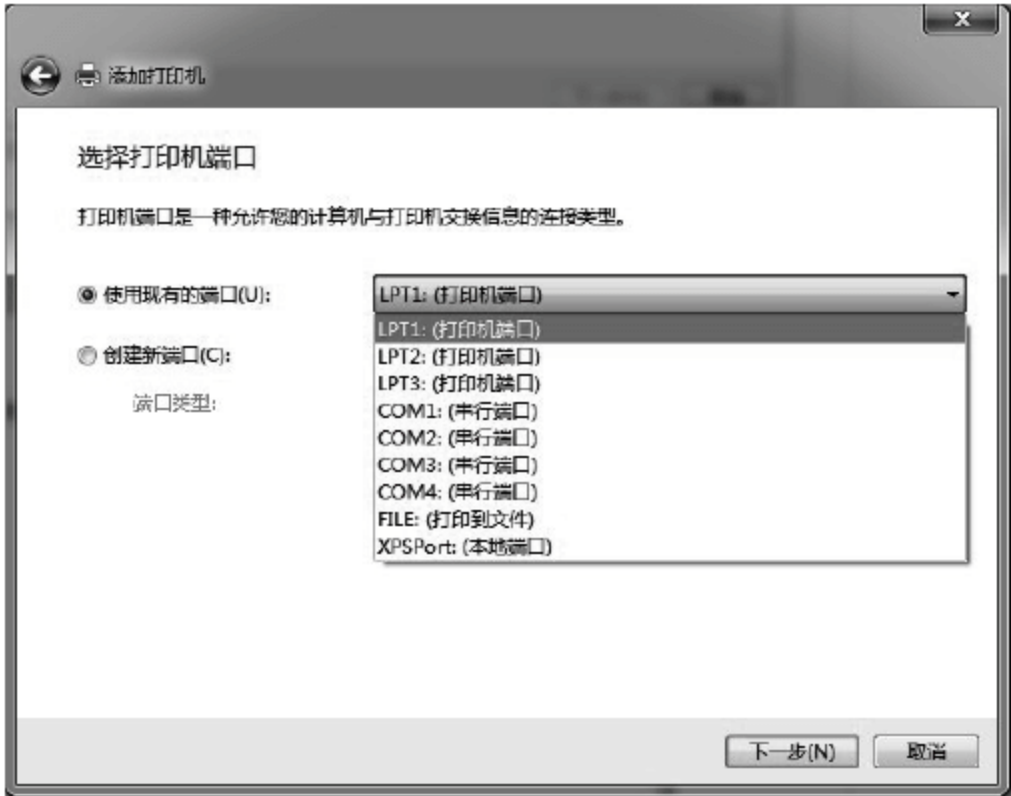 添加打印机
选择打印机端口
打印机端口是一种允许您的计算机与打印机交换信息的连接类型。
使用现有的端口(U):
LPT1: (打印机端口)
LPT1: (打印机端口)
LPT2: (打印机端口)
LPT3: (打印机端口)
COM1: (串行端口)
COM2: (串行端口)
COM3: (串行端口)
COM4: (串行端口)
FILE: (打印到文件)
XPSPort: (本地端口)
创建新端口(C):
端口类型:
下一步(N)
取消